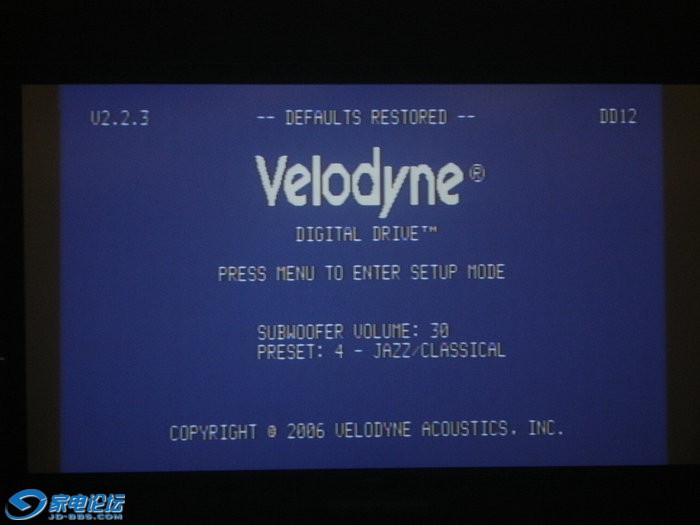 V2.2.3 -- DEFAULTS RESTORED -- DD12
Velodyne®
DIGITAL DRIVE™
PRESS MENU TO ENTER SETUP MODE
SUBWOOFER VOLUME: 30
PRESET: 4 - JAZZ/CLASSICAL
COPYRIGHT © 2006 VELODYNE ACOUSTICS, INC.
家电论坛
JD-BBS.COM